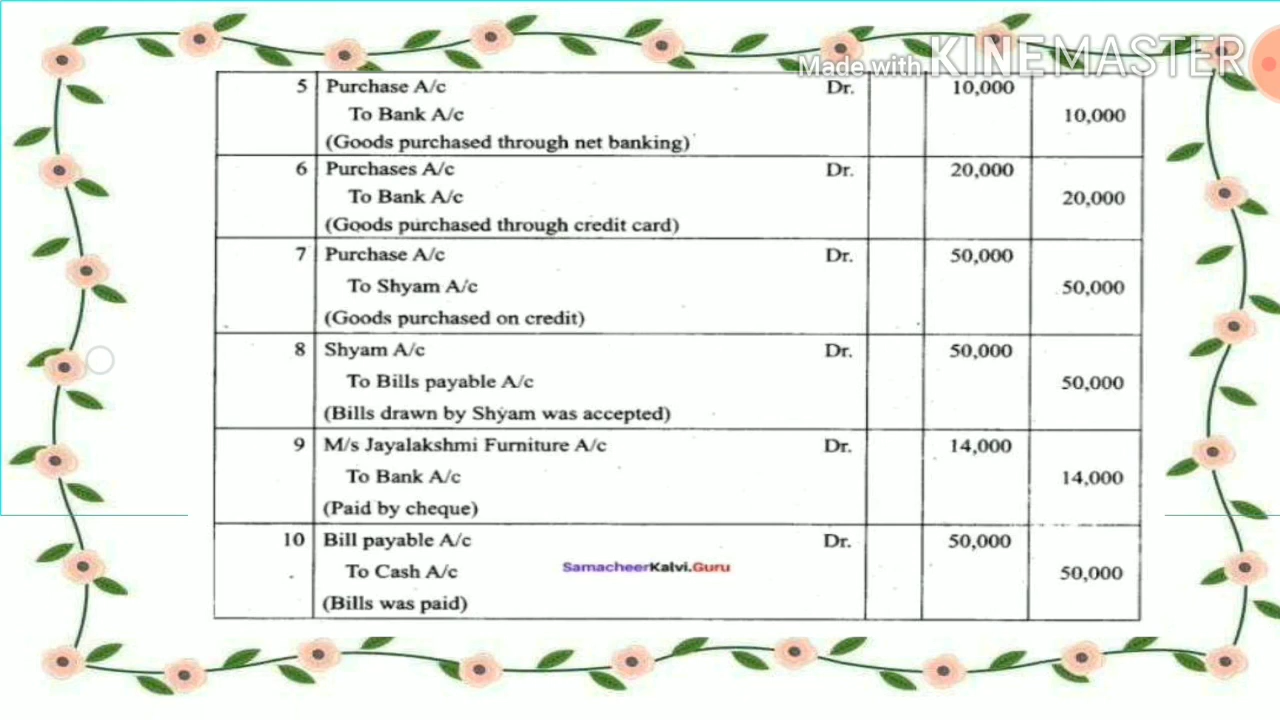 Made with KINEMASTER
5 Purchase A/c Dr. 10,000
To Bank A/c 10,000
(Goods purchased through net banking)
6 Purchases A/c Dr. 20,000
To Bank A/c 20,000
(Goods purchased through credit card)
7 Purchase A/c Dr. 50,000
To Shyam A/c 50,000
(Goods purchased on credit)
8 Shyam A/c Dr. 50,000
To Bills payable A/c 50,000
(Bills drawn by Shyam was accepted)
9 M/s Jayalakshmi Furniture A/c Dr. 14,000
To Bank A/c 14,000
(Paid by cheque)
10 Bill payable A/c Dr. 50,000
To Cash A/c SamacheerKalvi.Guru 50,000
(Bills was paid)